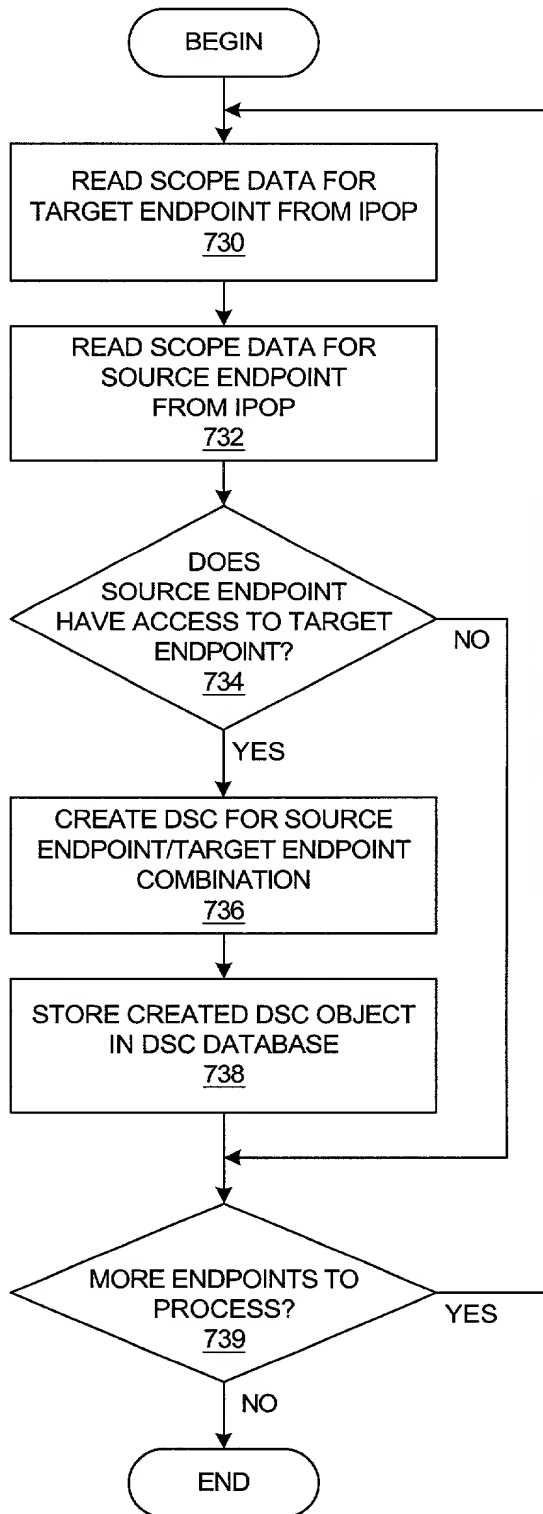 BEGIN
READ SCOPE DATA FOR
TARGET ENDPOINT FROM IPOP
730
READ SCOPE DATA FOR
SOURCE ENDPOINT
FROM IPOP
732
DOES
SOURCE ENDPOINT
HAVE ACCESS TO TARGET
ENDPOINT?
734
NO
YES
CREATE DSC FOR SOURCE
ENDPOINT/TARGET ENDPOINT
COMBINATION
736
STORE CREATED DSC OBJECT
IN DSC DATABASE
738
MORE ENDPOINTS TO
PROCESS?
739
YES
NO
END